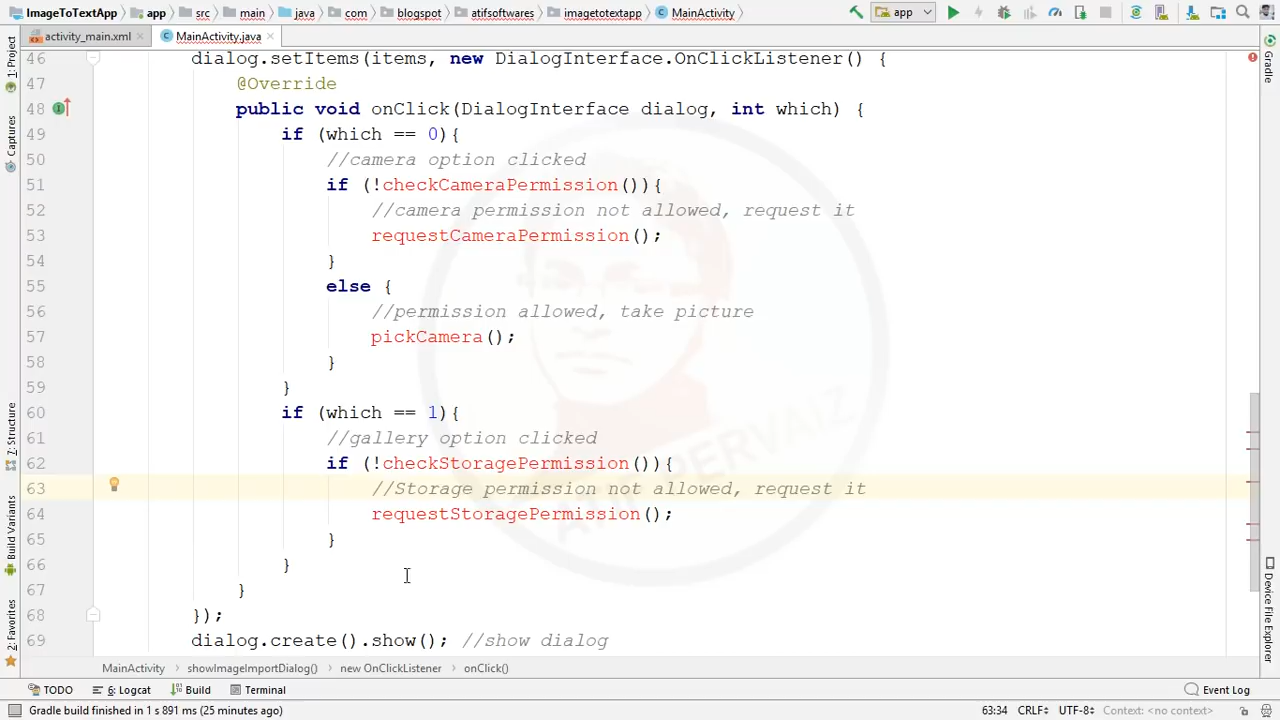 ImageToTextApp app src main java com blogspot atifsoftwares imagetotextapp MainActivity app
activity_main.xml MainActivity.java
46 dialog.setItems(items, new DialogInterface.OnClickListener() {
47 @Override
48 public void onClick(DialogInterface dialog, int which) {
49 if (which == 0){
50 //camera option clicked
51 if (!checkCameraPermission()){
52 //camera permission not allowed, request it
53 requestCameraPermission();
54 }
55 else {
56 //permission allowed, take picture
57 pickCamera();
58 }
59 }
60 if (which == 1){
61 //gallery option clicked
62 if (!checkStoragePermission()){
63 //Storage permission not allowed, request it
64 requestStoragePermission();
65 }
66 }
67 }
68 });
69 dialog.create().show(); //show dialog
1: Project
Captures
7: Structure
Build Variants
2: Favorites
Gradle
Device File Explorer
MainActivity showImageImportDialog() new OnClickListener onClick()
TODO 6: Logcat Build Terminal Event Log
Gradle build finished in 1 s 891 ms (25 minutes ago) 63:34 CRLF UTF-8 Context: <no context>